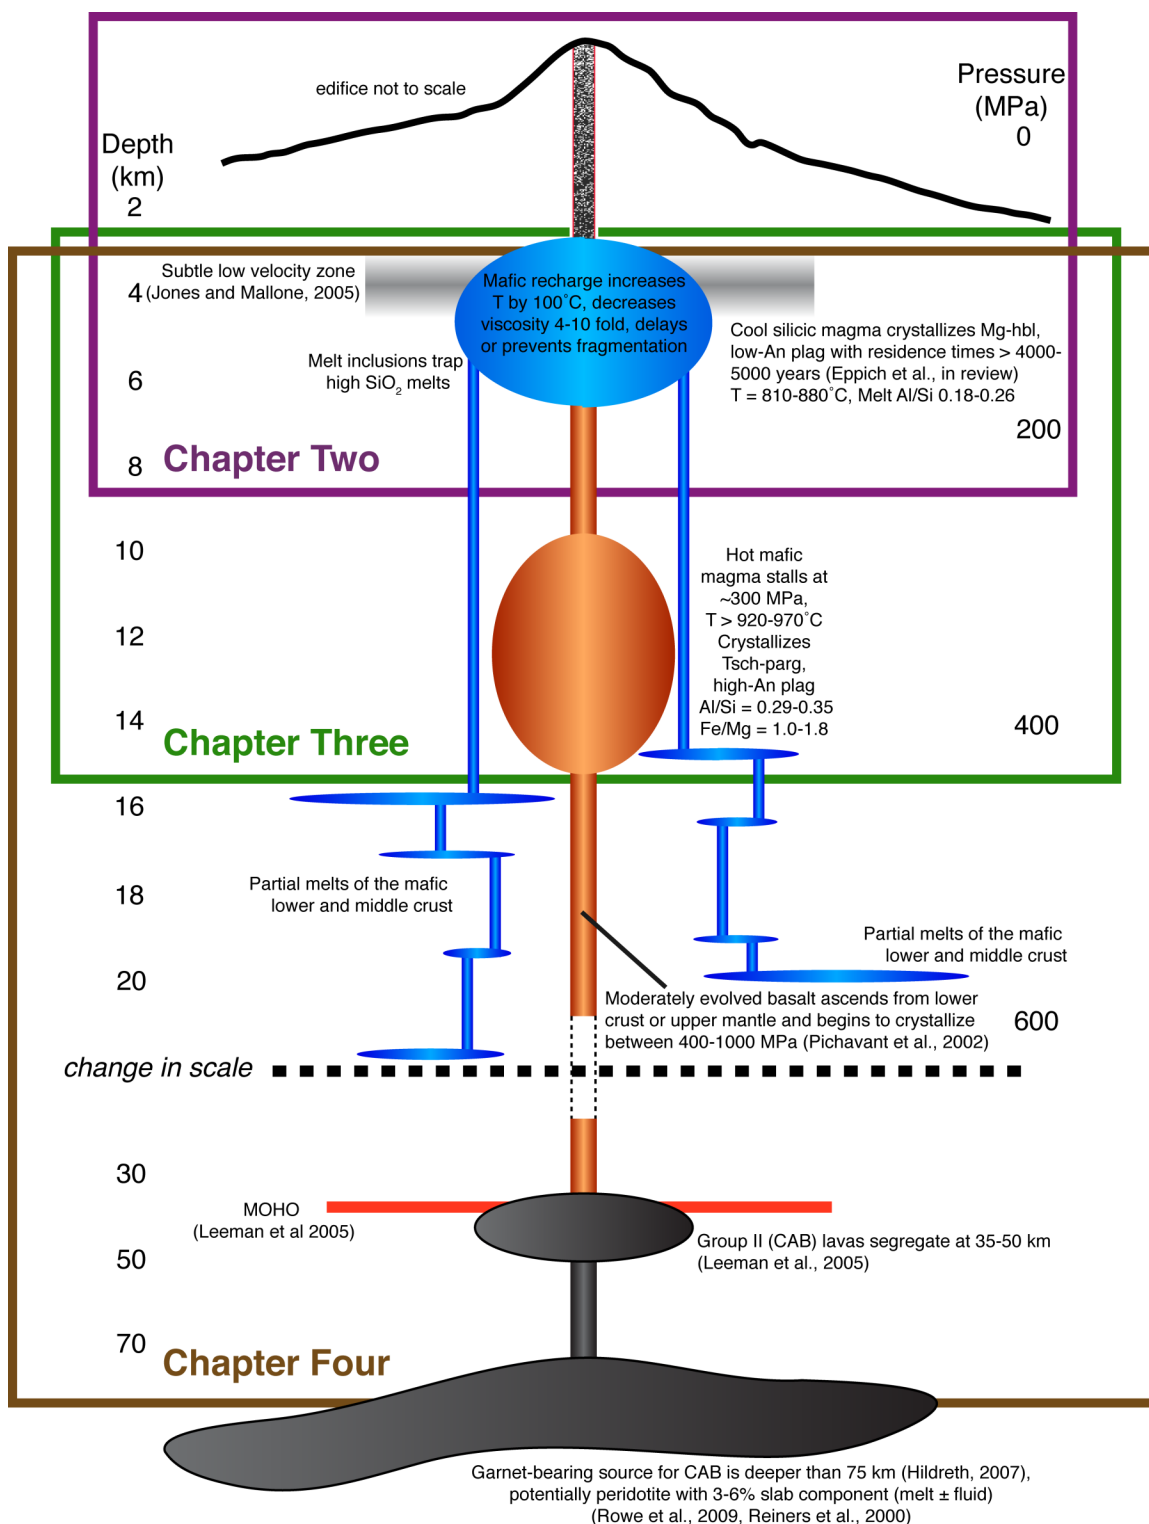 edifice not to scale
Pressure
(MPa)
0
Depth
(km)
2
Subtle low velocity zone
(Jones and Mallone, 2005)
4
Mafic recharge increases
T by 100˚C, decreases
viscosity 4-10 fold, delays
or prevents fragmentation
Melt inclusions trap
high SiO₂ melts
6
Cool silicic magma crystallizes Mg-hbl,
low-An plag with residence times > 4000-
5000 years (Eppich et al., in review)
T = 810-880˚C, Melt Al/Si 0.18-0.26
200
8
Chapter Two
10
Hot mafic
magma stalls at
~300 MPa,
T > 920-970˚C
Crystallizes
Tsch-parg,
high-An plag
Al/Si = 0.29-0.35
Fe/Mg = 1.0-1.8
12
14
400
Chapter Three
16
Partial melts of the mafic
lower and middle crust
18
Partial melts of the mafic
lower and middle crust
20
Moderately evolved basalt ascends from lower
crust or upper mantle and begins to crystallize
between 400-1000 MPa (Pichavant et al., 2002)
600
change in scale
30
MOHO
(Leeman et al 2005)
Group II (CAB) lavas segregate at 35-50 km
(Leeman et al., 2005)
50
70
Chapter Four
Garnet-bearing source for CAB is deeper than 75 km (Hildreth, 2007),
potentially peridotite with 3-6% slab component (melt ± fluid)
(Rowe et al., 2009, Reiners et al., 2000)